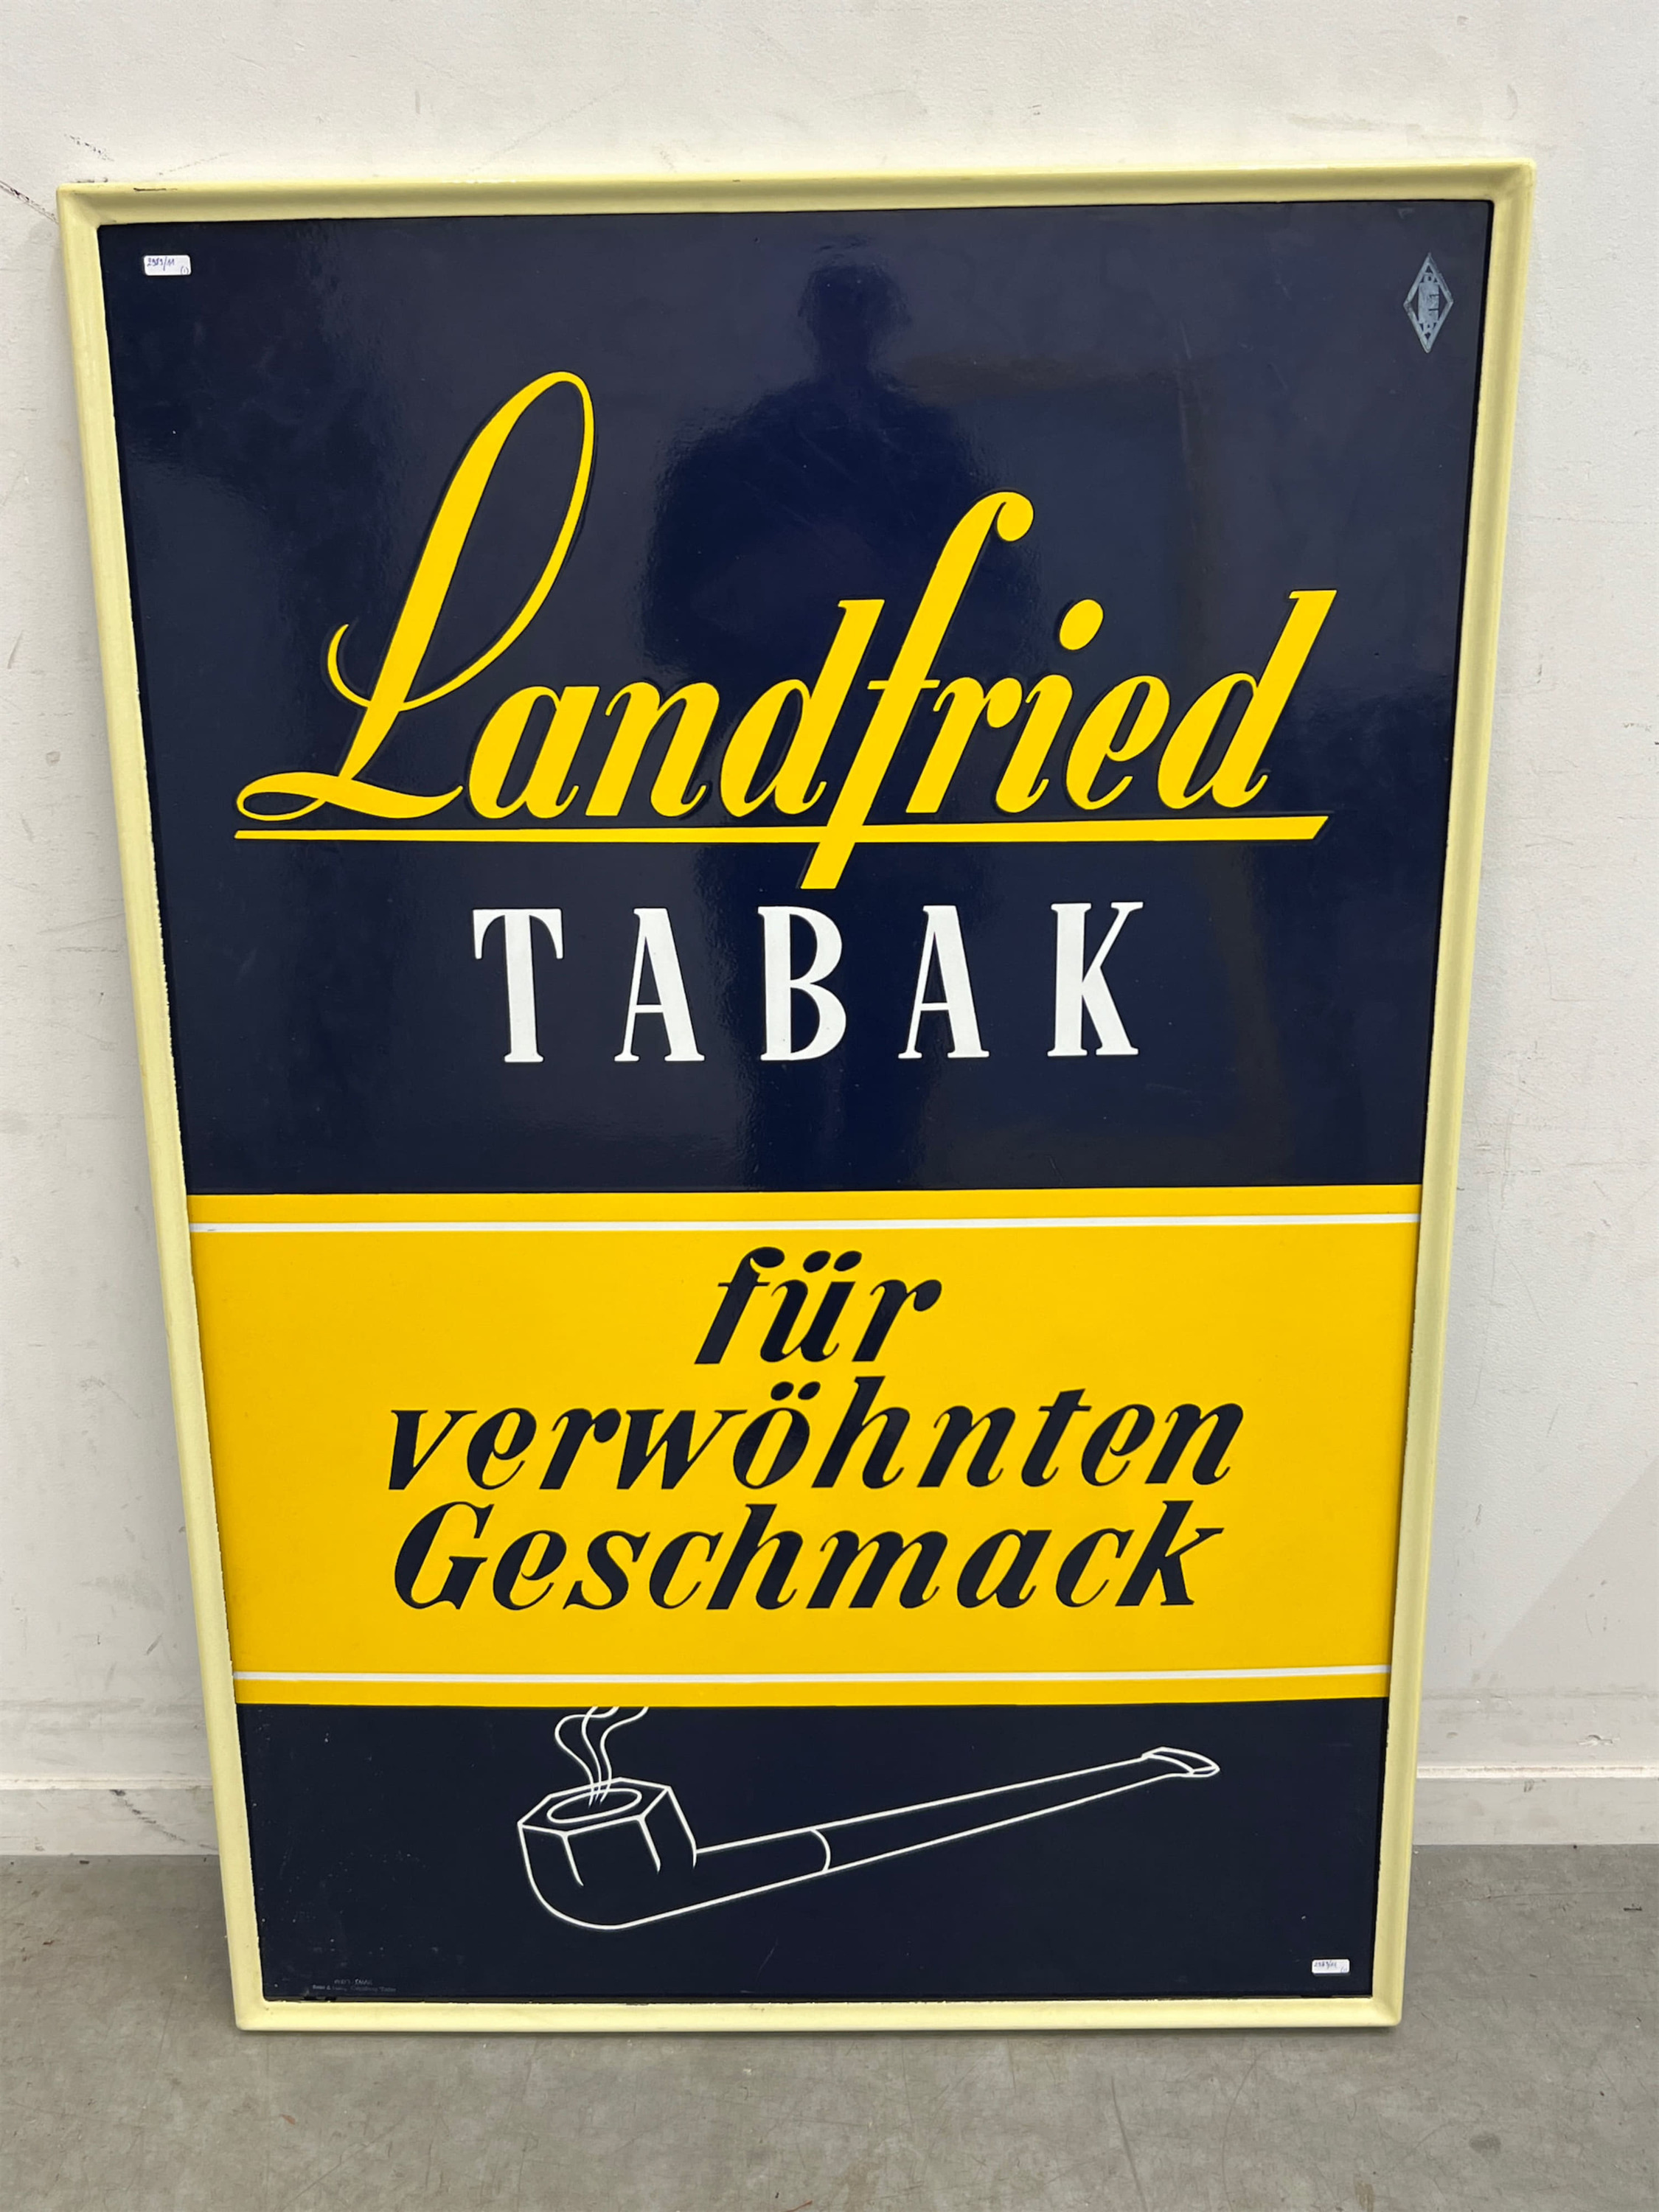 Landfried
TABAK
für
verwöhnten
Geschmack